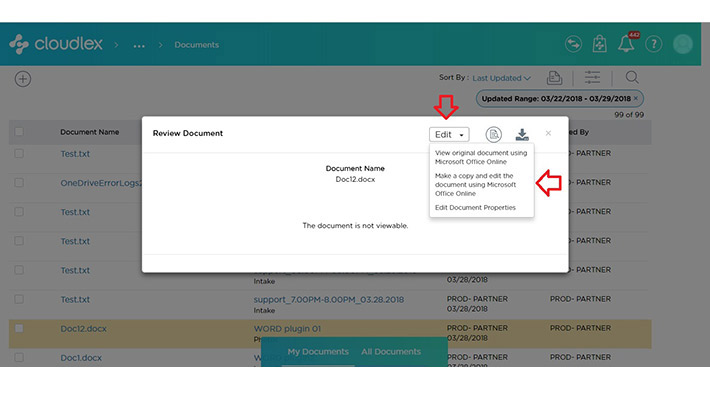 cloudlex > ... > Documents
642
?
Sort By : Last Updated
Updated Range: 03/22/2018 - 03/29/2018 ×
99 of 99
Document Name
ed By
Review Document
Edit
×
View original document using
Microsoft Office Online
Make a copy and edit the
document using Microsoft
Office Online
Edit Document Properties
Document Name
Doc12.docx
The document is not viewable.
Test.txt
PROD- PARTNER
OneDriveErrorLogs2
PROD- PARTNER
Test.txt
PROD- PARTNER
Test.txt
PROD- PARTNER
Test.txt
Intake
03/28/2018
Test.txt
support_7.00PM-8.00PM_03.28.2018
PROD- PARTNER
PROD- PARTNER
Intake
03/28/2018
Doc12.docx
WORD plugin 01
PROD- PARTNER
PROD- PARTNER
03/28/2018
Doc1.docx
PROD- PARTNER
PROD- PARTNER
My Documents
All Documents